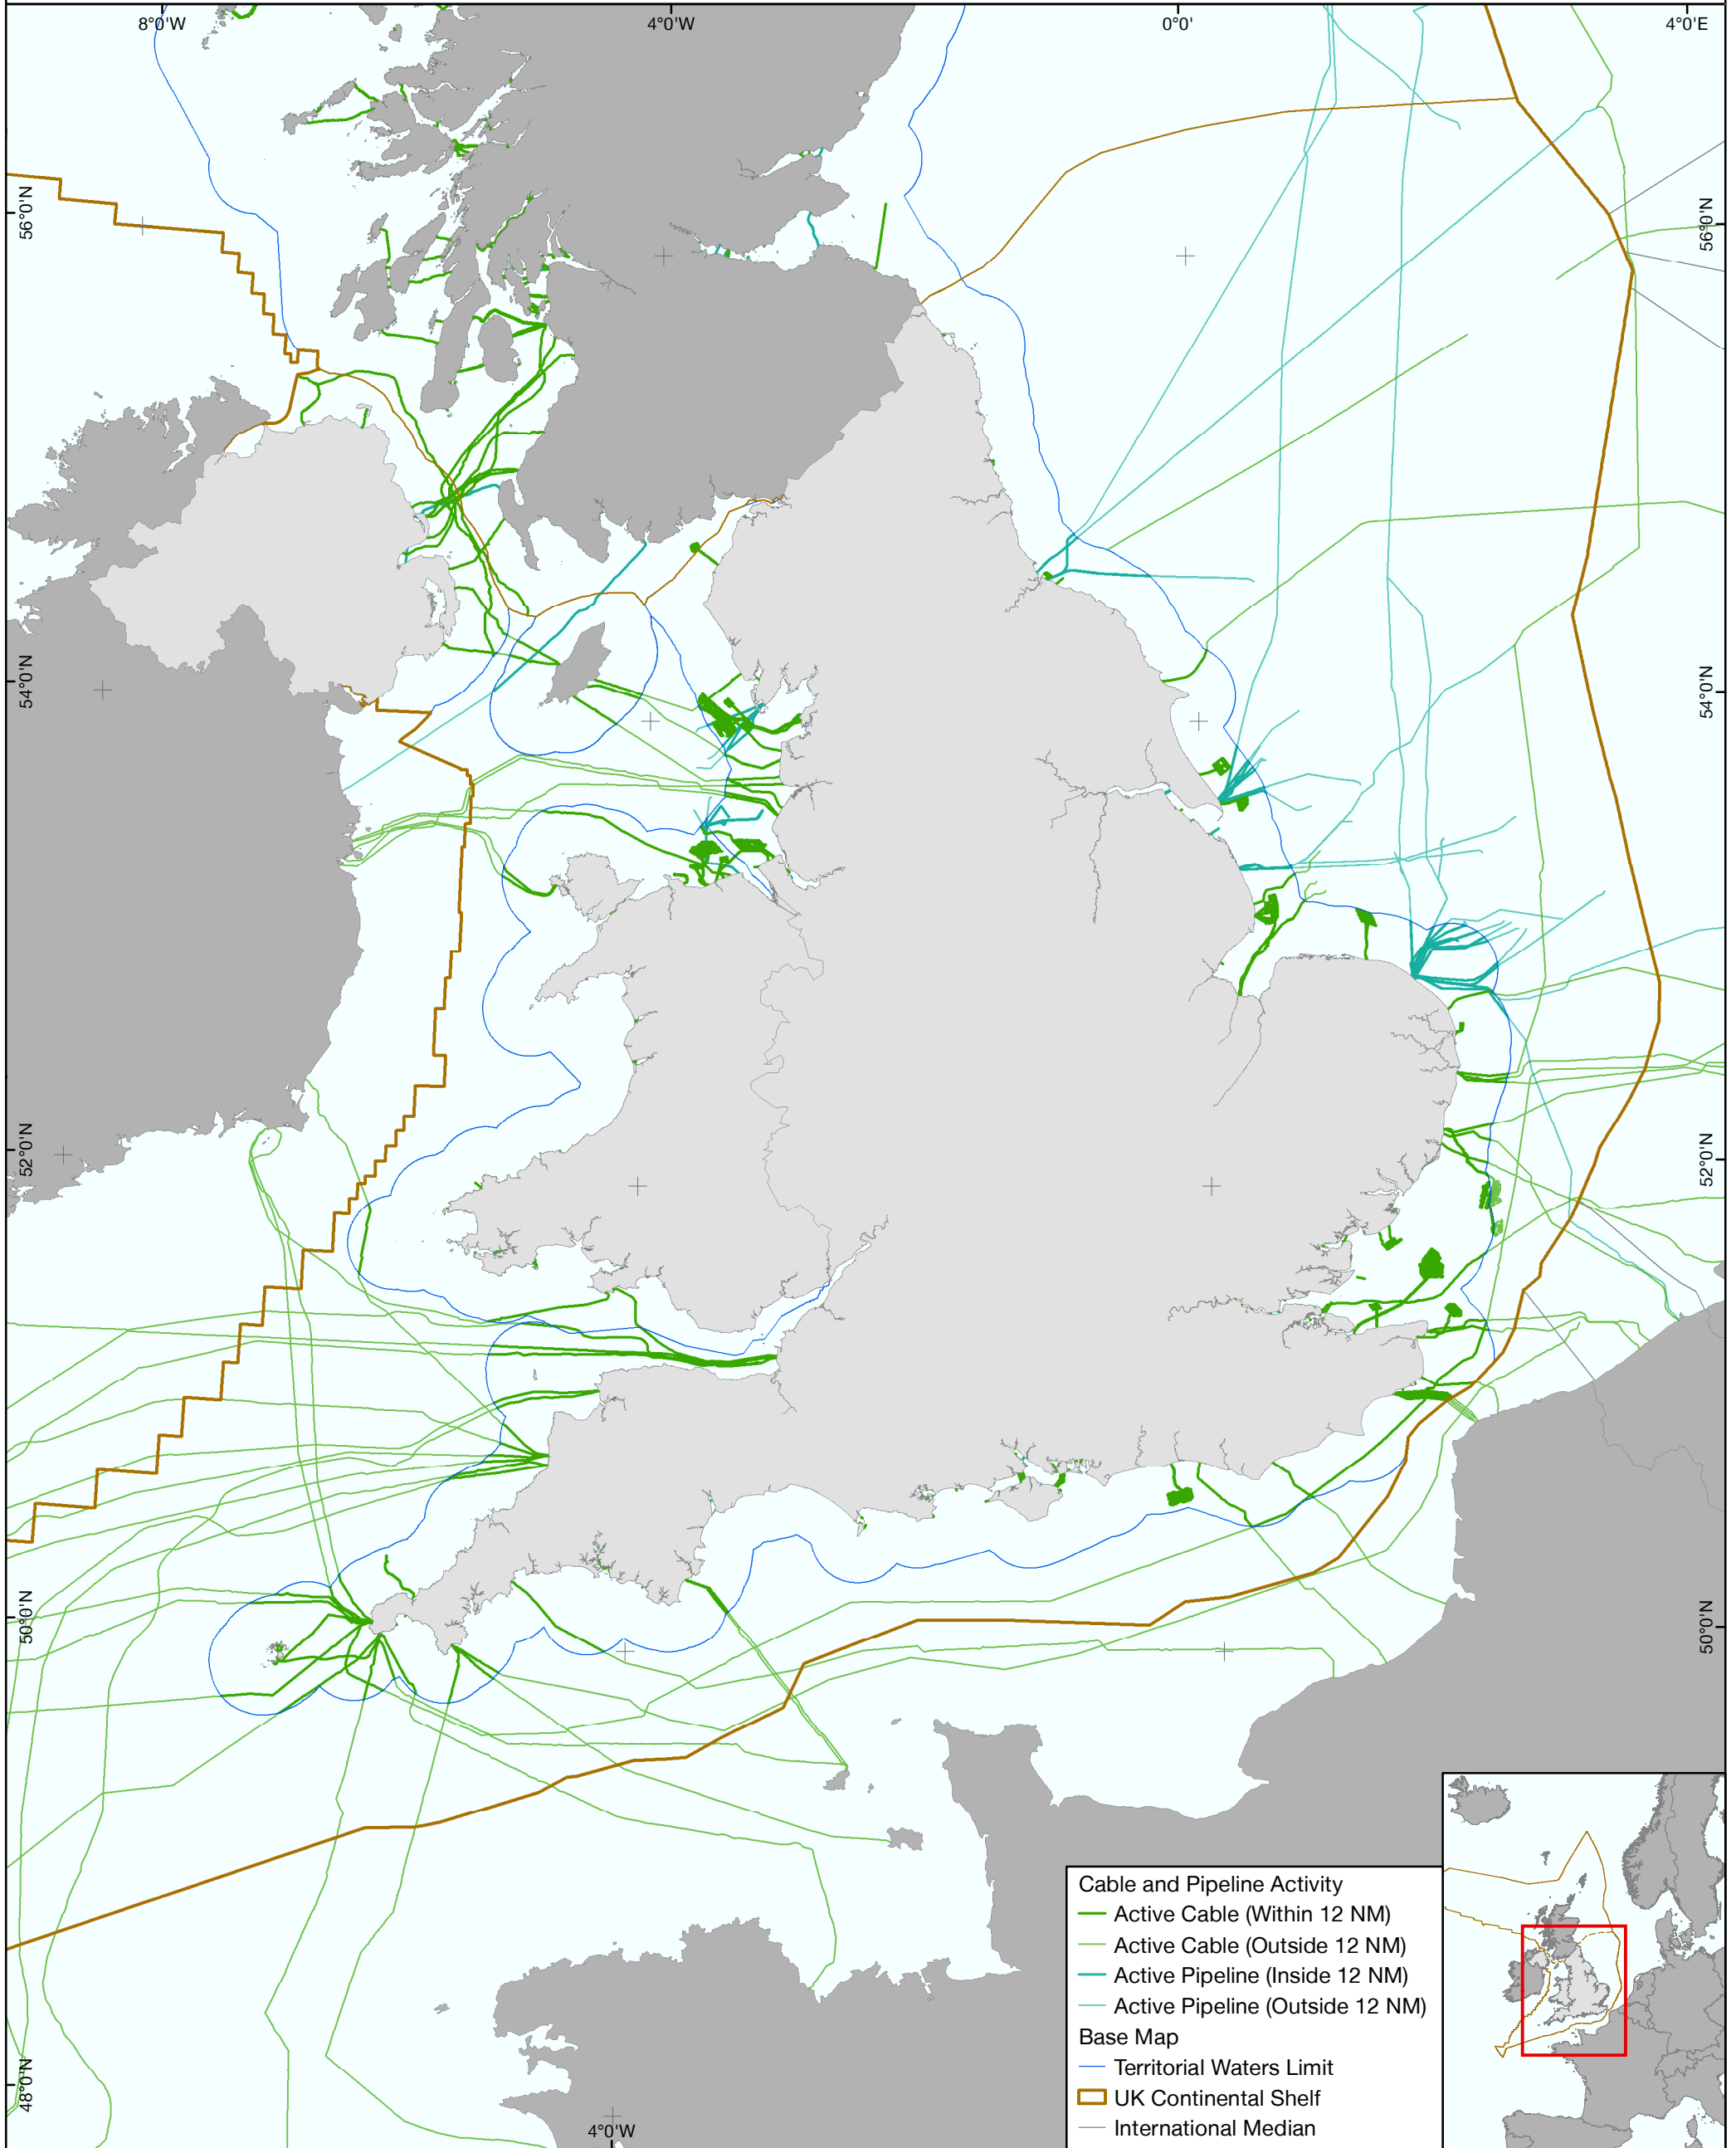 8°0'W 4°0'W 0°0' 4°0'E
56°0'N 56°0'N
54°0'N 54°0'N
52°0'N 52°0'N
50°0'N 50°0'N
48°0'N
4°0'W
Cable and Pipeline Activity
Active Cable (Within 12 NM)
Active Cable (Outside 12 NM)
Active Pipeline (Inside 12 NM)
Active Pipeline (Outside 12 NM)
Base Map
Territorial Waters Limit
UK Continental Shelf
International Median